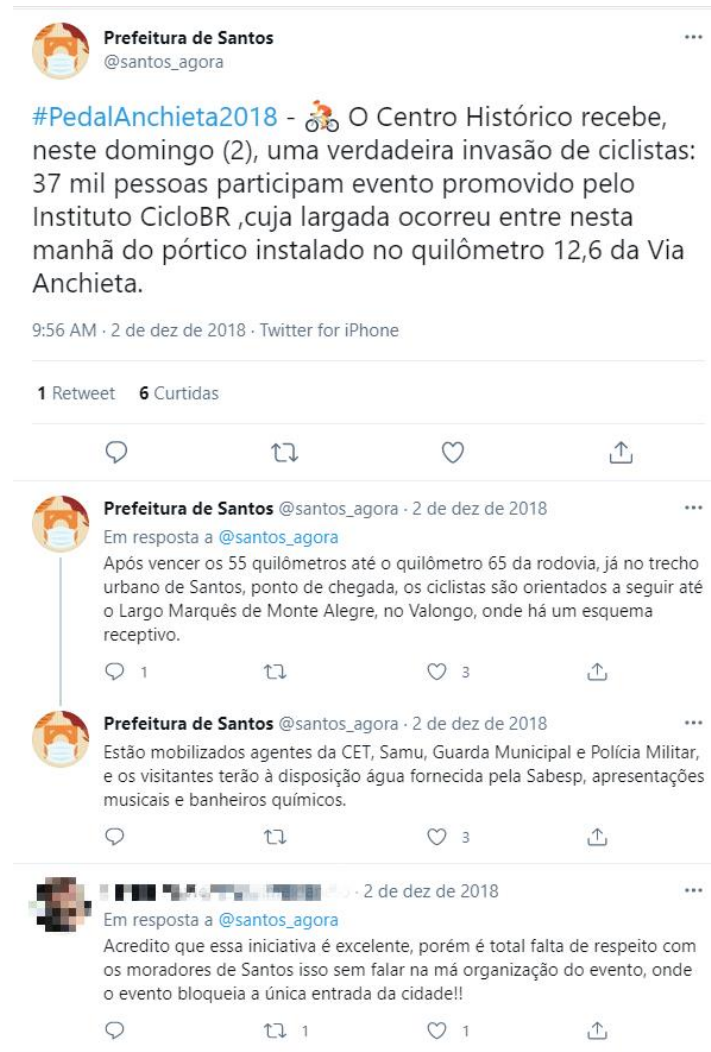 Prefeitura de Santos
@santos_agora
#PedalAnchieta2018 - 🚴 O Centro Histórico recebe,
neste domingo (2), uma verdadeira invasão de ciclistas:
37 mil pessoas participam evento promovido pelo
Instituto CicloBR ,cuja largada ocorreu entre nesta
manhã do pórtico instalado no quilômetro 12,6 da Via
Anchieta.
9:56 AM · 2 de dez de 2018 · Twitter for iPhone
1 Retweet 6 Curtidas
Prefeitura de Santos @santos_agora · 2 de dez de 2018
Em resposta a @santos_agora
Após vencer os 55 quilômetros até o quilômetro 65 da rodovia, já no trecho
urbano de Santos, ponto de chegada, os ciclistas são orientados a seguir até
o Largo Marquês de Monte Alegre, no Valongo, onde há um esquema
receptivo.
1 3
Prefeitura de Santos @santos_agora · 2 de dez de 2018
Estão mobilizados agentes da CET, Samu, Guarda Municipal e Polícia Militar,
e os visitantes terão à disposição água fornecida pela Sabesp, apresentações
musicais e banheiros químicos.
3
· 2 de dez de 2018
Em resposta a @santos_agora
Acredito que essa iniciativa é excelente, porém é total falta de respeito com
os moradores de Santos isso sem falar na má organização do evento, onde
o evento bloqueia a única entrada da cidade!!
1 1